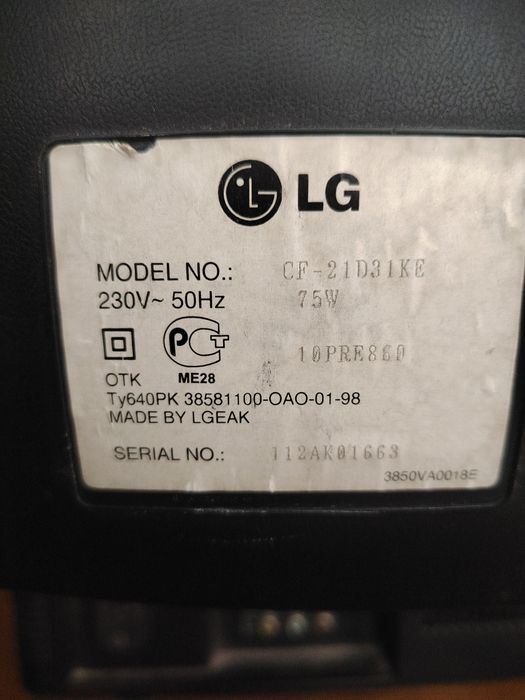 LG
MODEL NO.: CF-21D31KE
230V~ 50Hz 75W
РСТ 10PRE860
OTK ME28
Ty640PK 38581100-OAO-01-98
MADE BY LGEAK
SERIAL NO.: 112AK01663
3850VA0018E